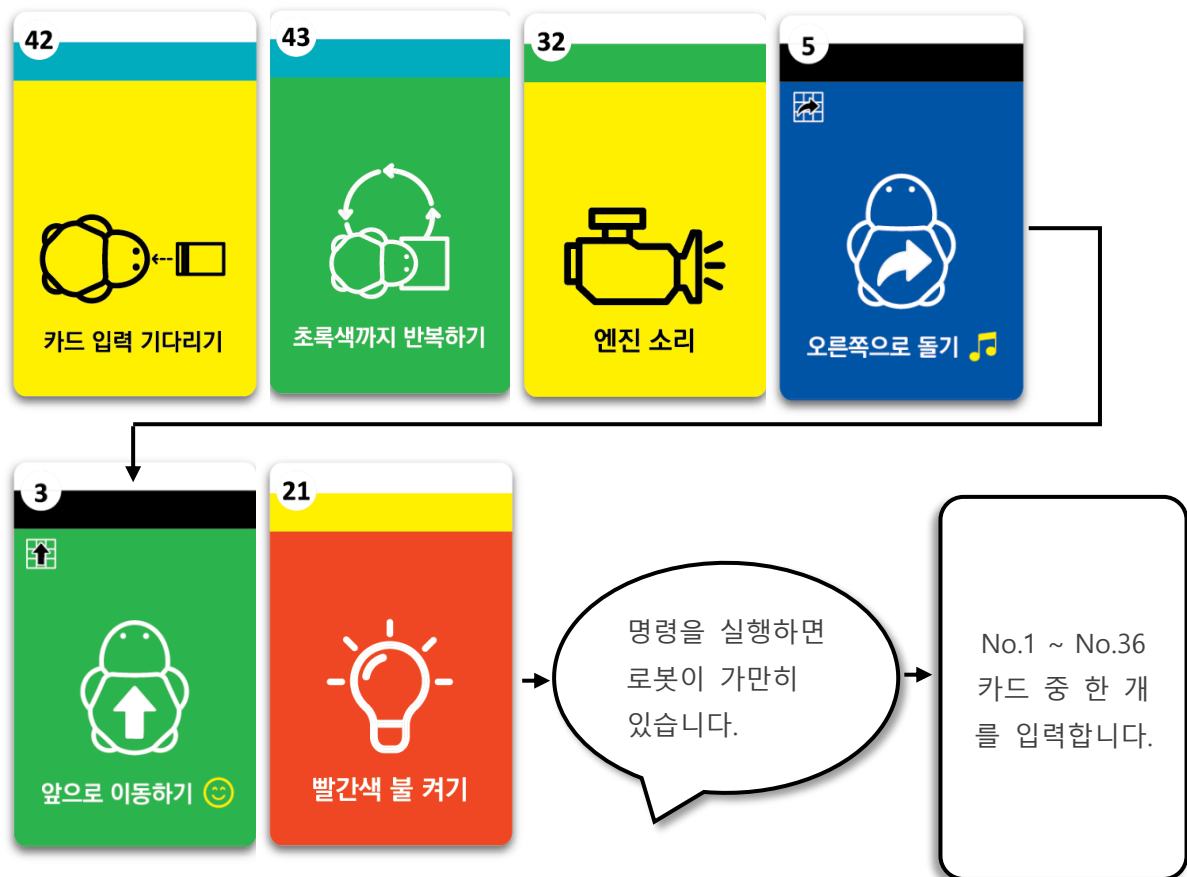 42
카드 입력 기다리기
43
초록색까지 반복하기
32
엔진 소리
5
오른쪽으로 돌기
3
앞으로 이동하기
21
빨간색 불 켜기
명령을 실행하면
로봇이 가만히
있습니다.
No.1 ~ No.36
카드 중 한 개
를 입력합니다.